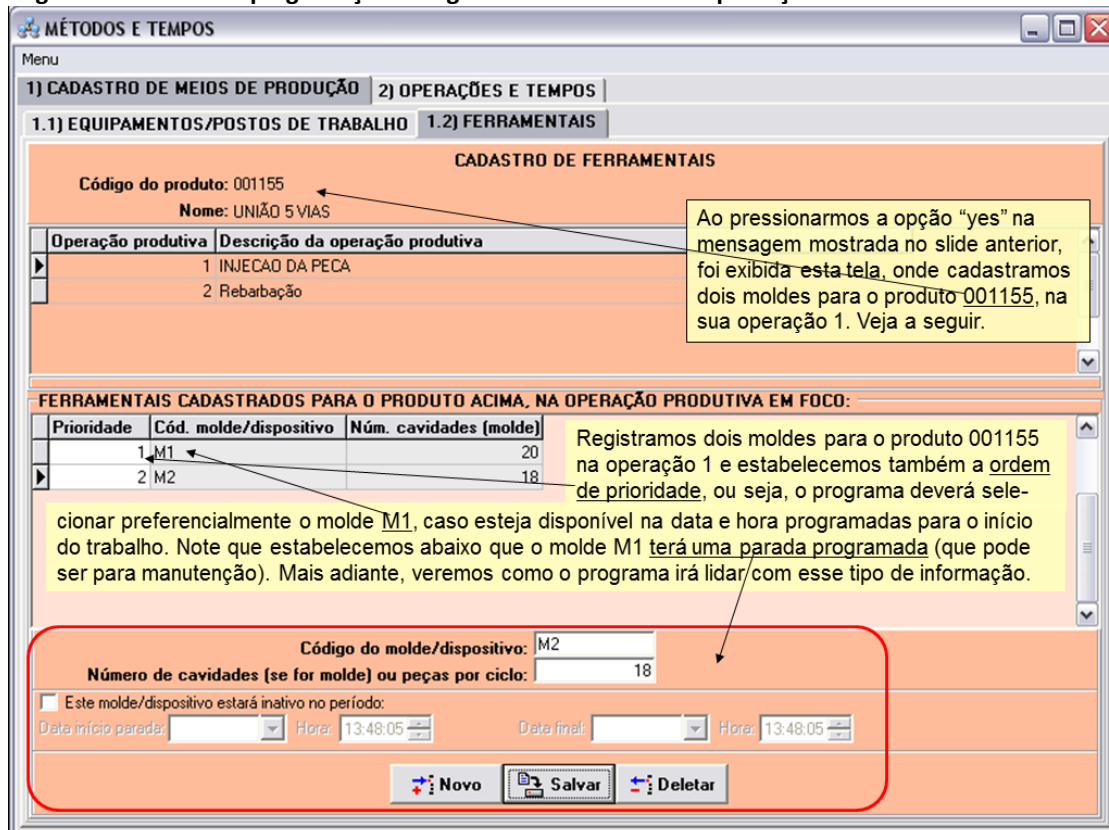 MÉTODOS E TEMPOS
Menu
1) CADASTRO DE MEIOS DE PRODUÇÃO 2) OPERAÇÕES E TEMPOS
1.1) EQUIPAMENTOS/POSTOS DE TRABALHO 1.2) FERRAMENTAIS
CADASTRO DE FERRAMENTAIS
Código do produto: 001155
Nome: UNIÃO 5 VIAS
Operação produtiva Descrição da operação produtiva
1 INJECAO DA PECA
2 Rebarbação
Ao pressionarmos a opção “yes” na
mensagem mostrada no slide anterior,
foi exibida esta tela, onde cadastramos
dois moldes para o produto 001155, na
sua operação 1. Veja a seguir.
FERRAMENTAIS CADASTRADOS PARA O PRODUTO ACIMA, NA OPERAÇÃO PRODUTIVA EM FOCO:
Prioridade Cód. molde/dispositivo Núm. cavidades (molde)
1 M1 20
2 M2 18
Registramos dois moldes para o produto 001155
na operação 1 e estabelecemos também a ordem
de prioridade, ou seja, o programa deverá sele-
cionar preferencialmente o molde M1, caso esteja disponível na data e hora programadas para o início
do trabalho. Note que estabelecemos abaixo que o molde M1 terá uma parada programada (que pode
ser para manutenção). Mais adiante, veremos como o programa irá lidar com esse tipo de informação.
Código do molde/dispositivo: M2
Número de cavidades (se for molde) ou peças por ciclo: 18
Este molde/dispositivo estará inativo no período:
Data início parada: Hora: 13:48:05 Data final: Hora: 13:48:05
Novo Salvar Deletar